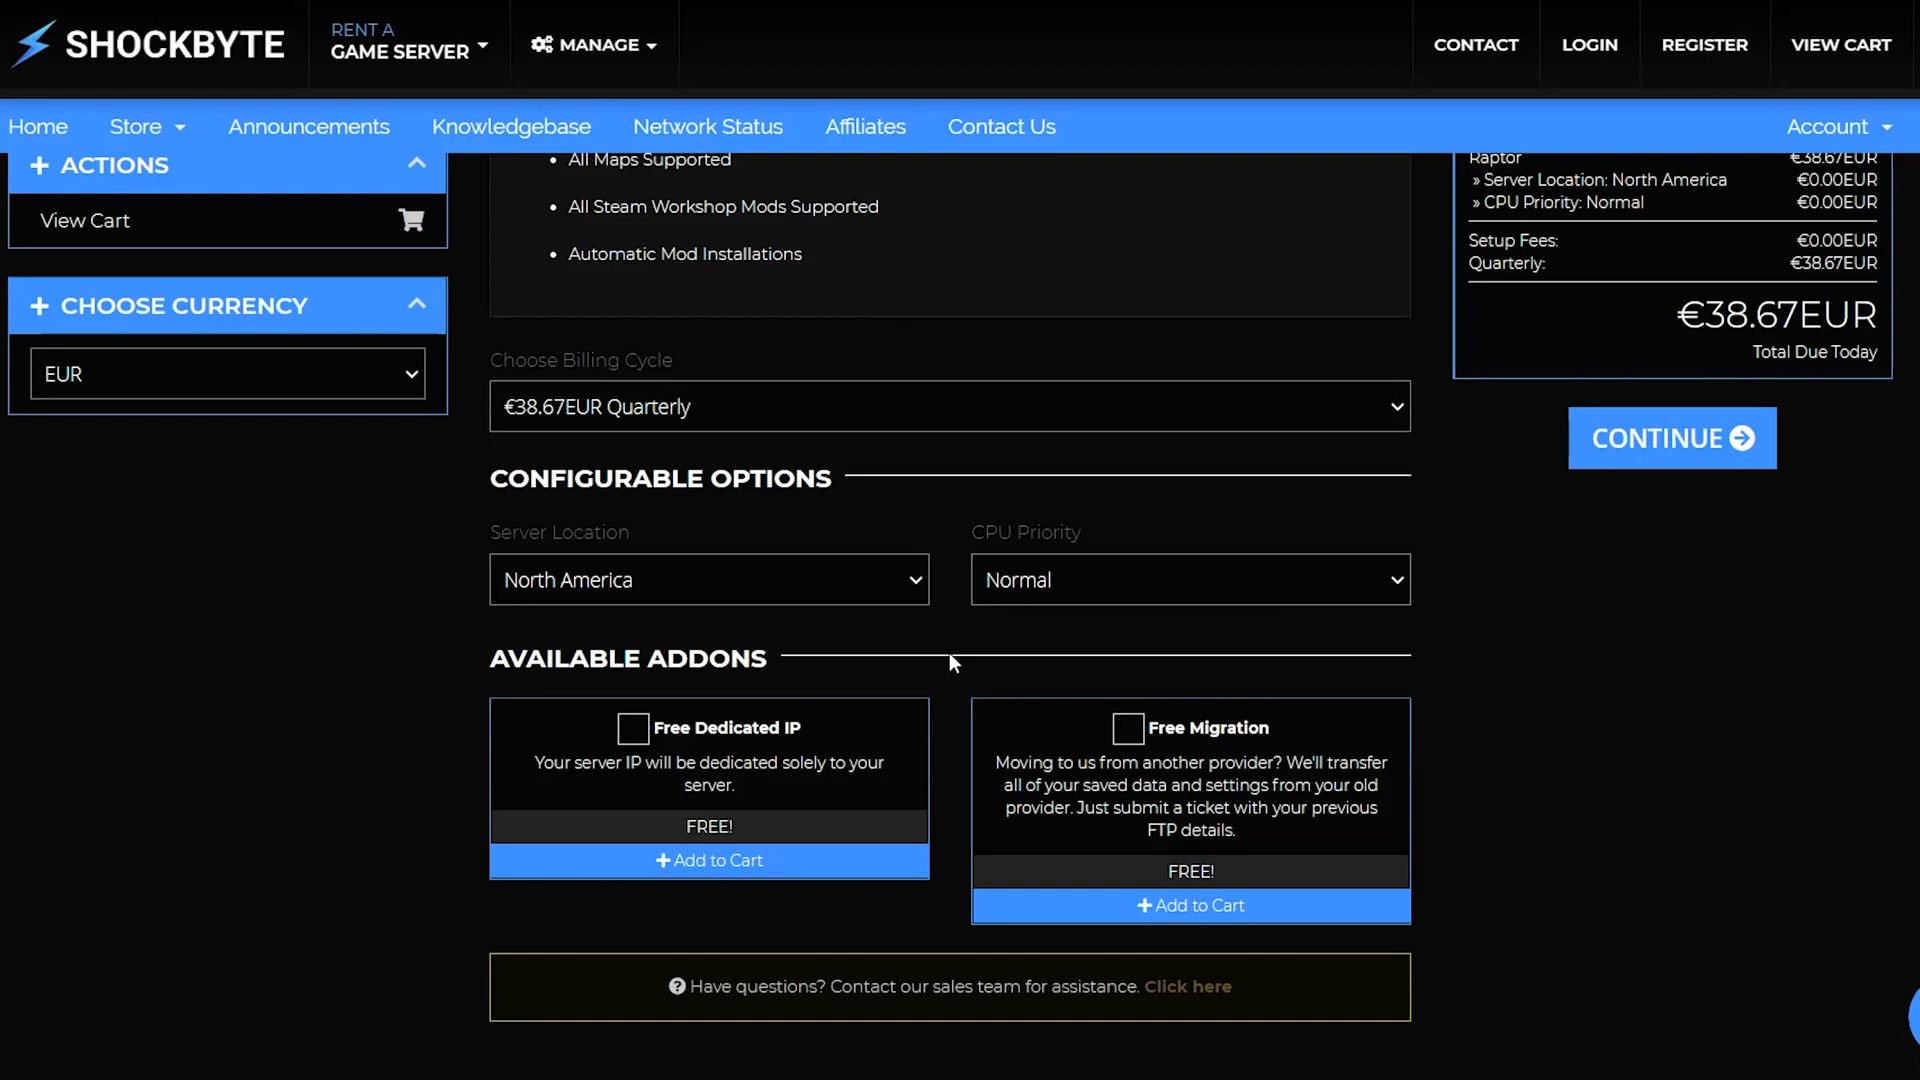 SHOCKBYTE
RENT A
GAME SERVER
MANAGE
CONTACT
LOGIN
REGISTER
VIEW CART
Home
Store
Announcements
Knowledgebase
Network Status
Affiliates
Contact Us
Account
ACTIONS
View Cart
CHOOSE CURRENCY
EUR
• All Maps Supported
• All Steam Workshop Mods Supported
• Automatic Mod Installations
Choose Billing Cycle
€38.67EUR Quarterly
CONFIGURABLE OPTIONS
Server Location
North America
CPU Priority
Normal
AVAILABLE ADDONS
Free Dedicated IP
Your server IP will be dedicated solely to your
server.
FREE!
Add to Cart
Free Migration
Moving to us from another provider? We'll transfer
all of your saved data and settings from your old
provider. Just submit a ticket with your previous
FTP details.
FREE!
Add to Cart
Have questions? Contact our sales team for assistance. Click here
Raptor €38.67EUR
» Server Location: North America €0.00EUR
» CPU Priority: Normal €0.00EUR
Setup Fees: €0.00EUR
Quarterly: €38.67EUR
€38.67EUR
Total Due Today
CONTINUE